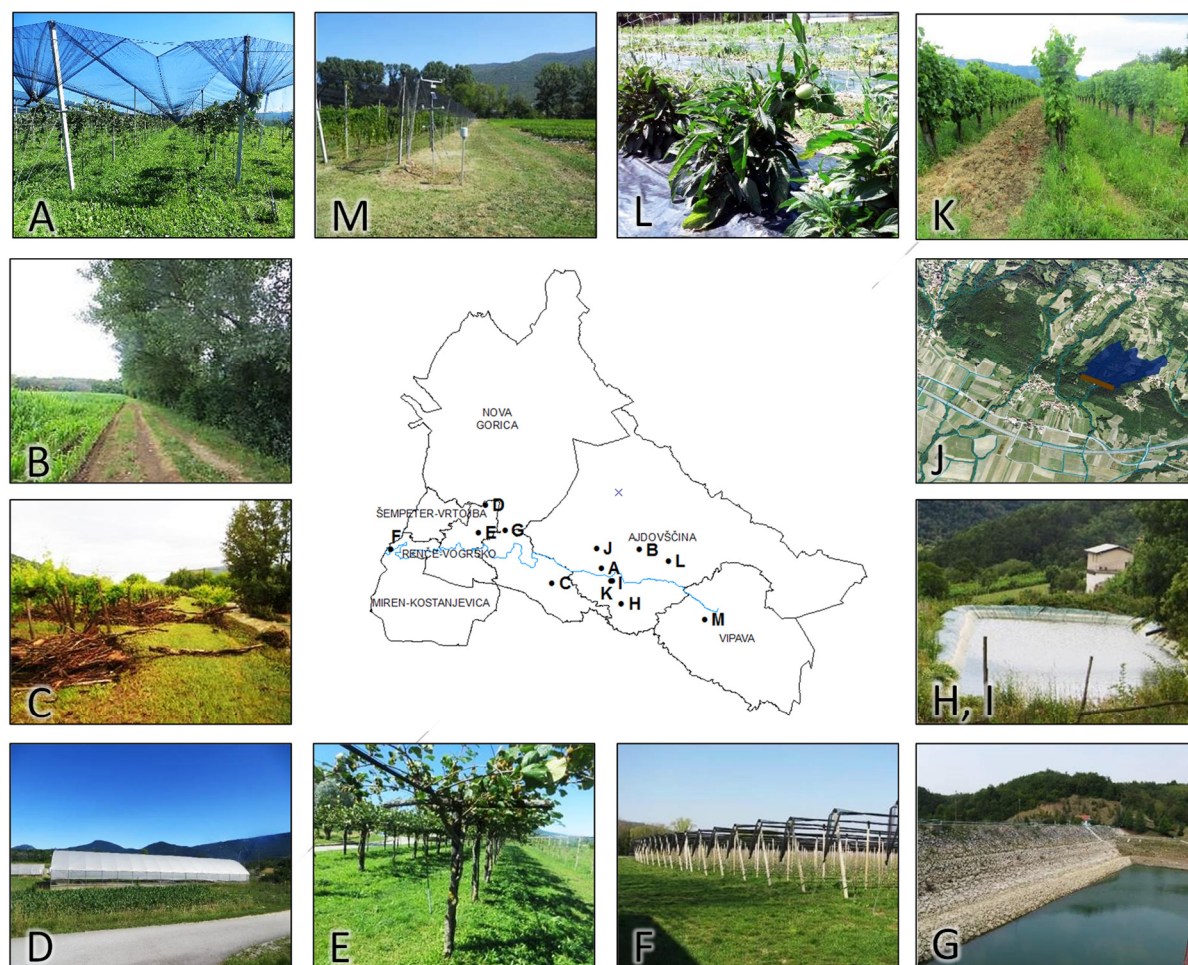 A
M
L
K
B
J
C
H, I
D
E
F
G
NOVA
GORICA
D
ŠEMPETER-VRTOJBA
F
E
G
RENČE-VOGRSKO
J
AJDOVŠČINA
B
L
A
C
I
K
MIREN-KOSTANJEVICA
H
M
VIPAVA